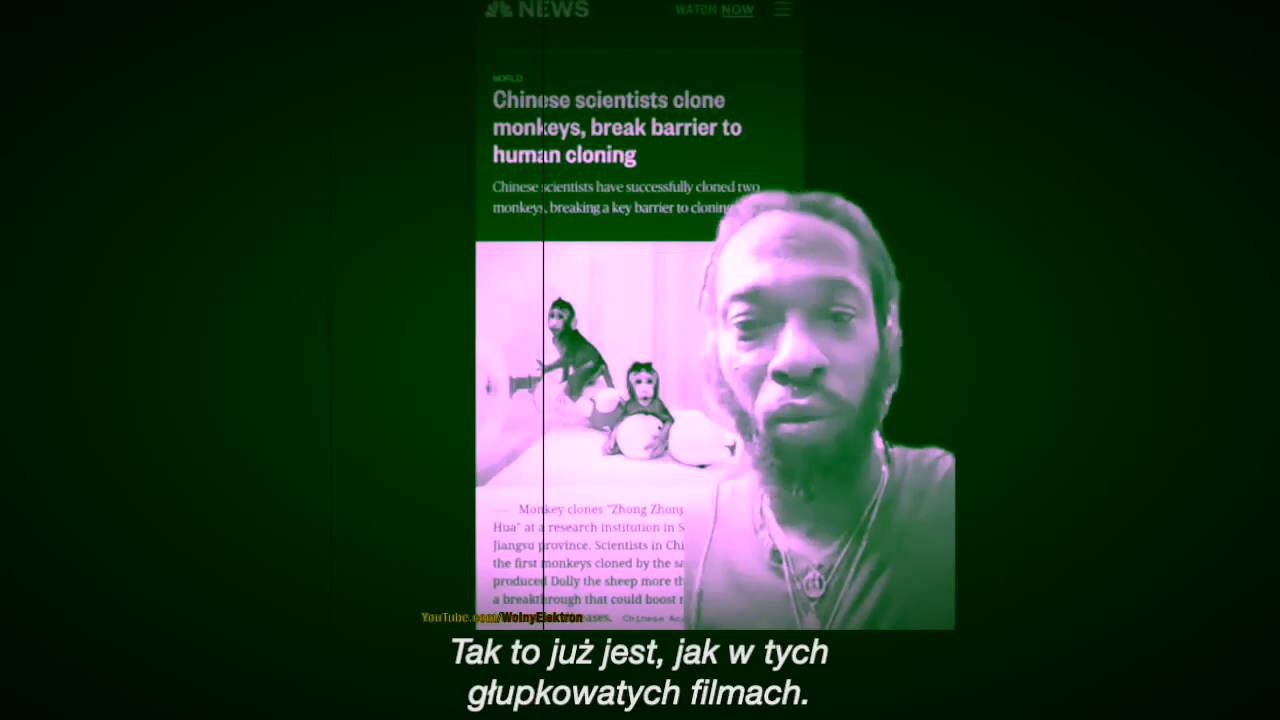 NEWS
WATCH NOW
WORLD
Chinese scientists clone
monkeys, break barrier to
human cloning
Chinese scientists have successfully cloned two
monkeys, breaking a key barrier to cloning
Monkey clones "Zhong Zhong
Hua" at a research institution in
Jiangsu province. Scientists in
the first monkeys cloned by the
produced Dolly the sheep more
a breakthrough that could boost
YouTube.com/WolnyElektron
Chinese
Tak to już jest, jak w tych
głupkowatych filmach.